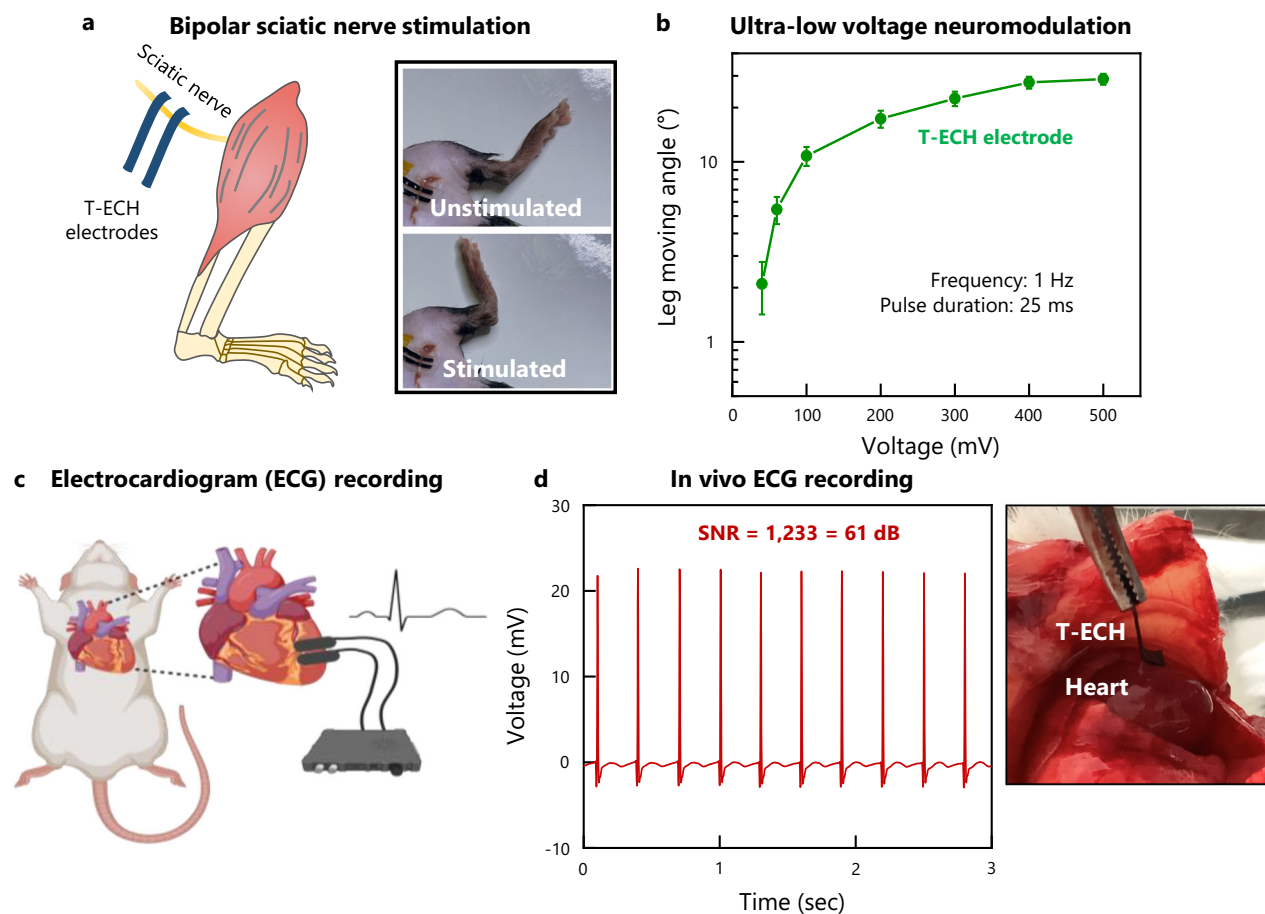 a Bipolar sciatic nerve stimulation
Sciatic nerve
T-ECH
electrodes
Unstimulated
Stimulated
b Ultra-low voltage neuromodulation
Leg moving angle (°)
10
1
T-ECH electrode
Frequency: 1 Hz
Pulse duration: 25 ms
0 100 200 300 400 500
Voltage (mV)
c Electrocardiogram (ECG) recording
d In vivo ECG recording
Voltage (mV)
30
20
10
0
-10
SNR = 1,233 = 61 dB
0 1 2 3
Time (sec)
T-ECH
Heart